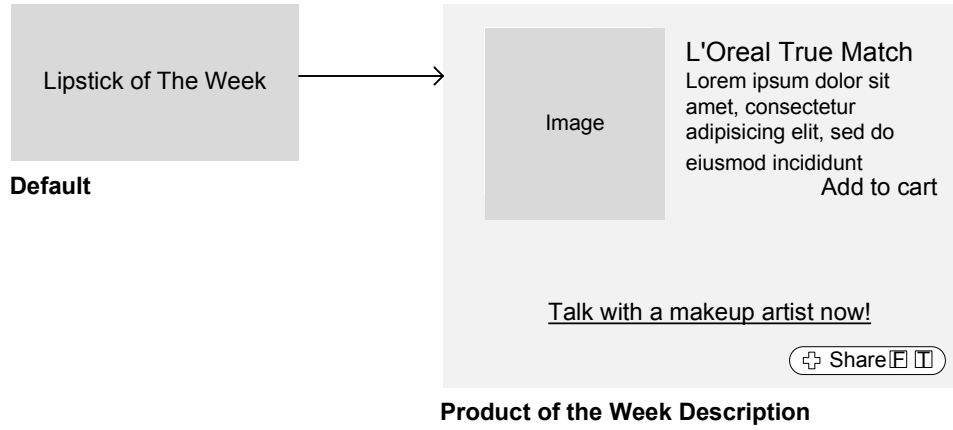 Lipstick of The Week
Default
Image
L'Oreal True Match
Lorem ipsum dolor sit
amet, consectetur
adipisicing elit, sed do
eiusmod incididunt
Add to cart
Talk with a makeup artist now!
Share F T
Product of the Week Description